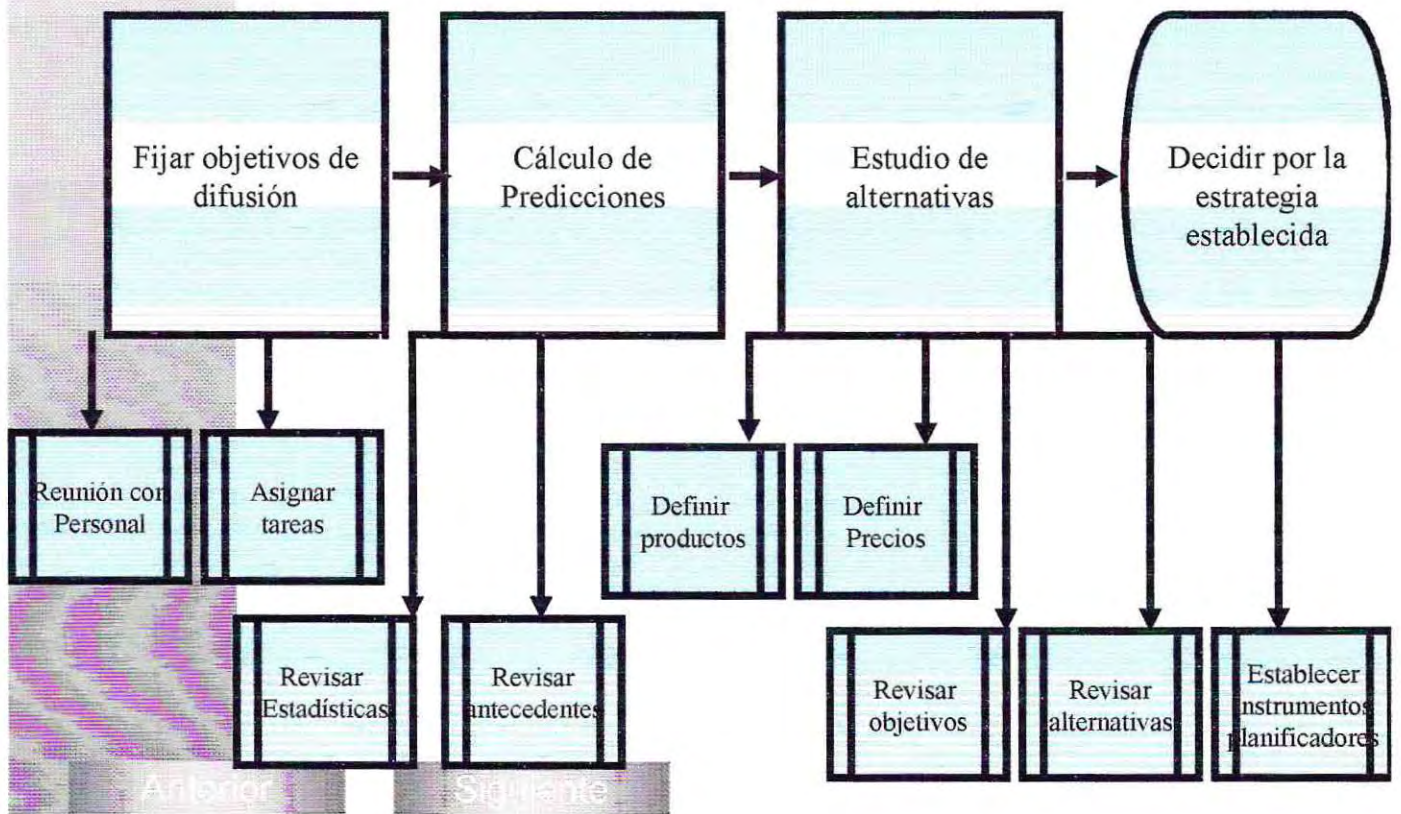 Fijar objetivos de
difusión
Cálculo de
Predicciones
Estudio de
alternativas
Decidir por la
estrategia
establecida
Reunión con
Personal
Asignar
tareas
Definir
productos
Definir
Precios
Revisar
Estadísticas
Revisar
antecedentes
Revisar
objetivos
Revisar
alternativas
Establecer
instrumentos
planificadores
Anterior
Siguiente